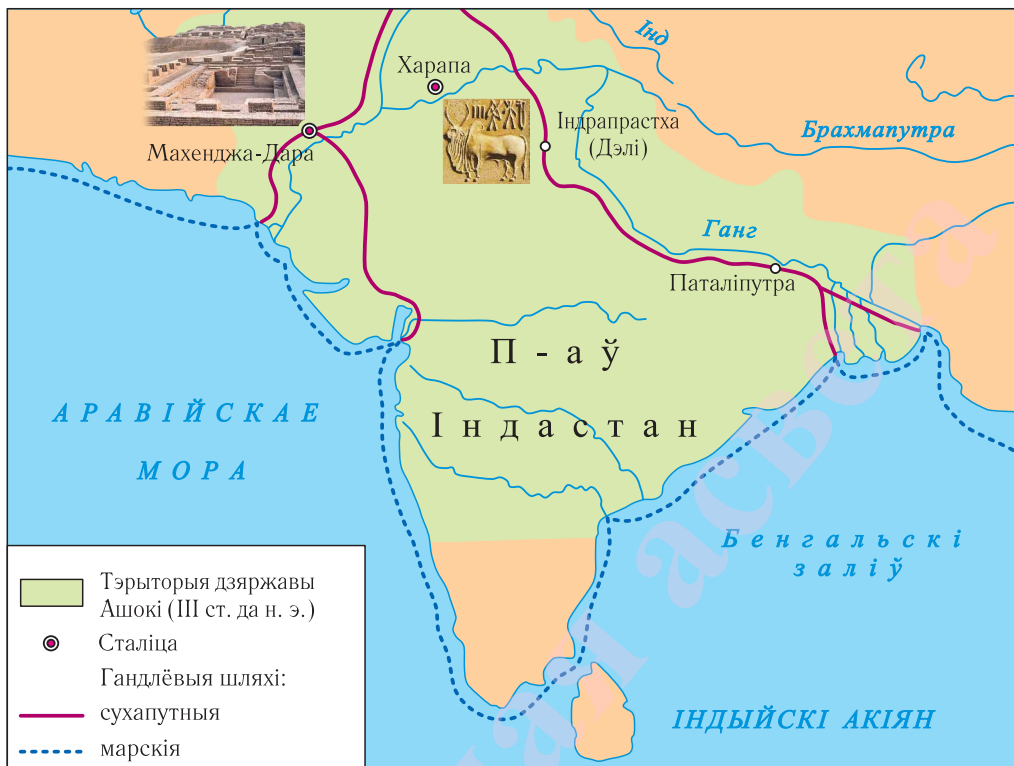 Інд
Харапа
Індрапрастха
(Дэлі)
Брахмапутра
Махенджа-Дара
Ганг
Паталіпутра
П-аў
Індастан
АРАВІЙСКАЕ
МОРА
Бенгальскі
заліў
ІНДЫЙСКІ АКІЯН
Тэрыторыя дзяржавы
Ашокі (III ст. да н. э.)
Сталіца
Гандлёвыя шляхі:
сухапутныя
марскія